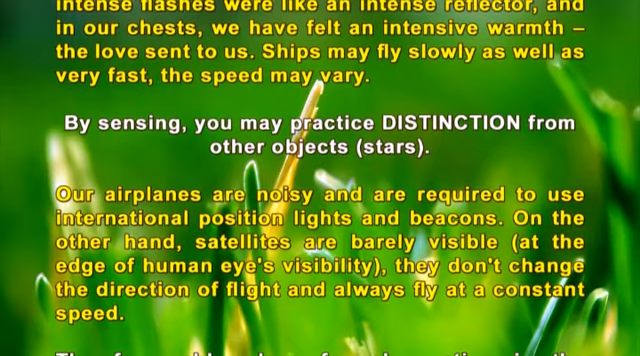 intense flashes were like an intense reflector, and
in our chests, we have felt an intensive warmth –
the love sent to us. Ships may fly slowly as well as
very fast, the speed may vary.
By sensing, you may practice DISTINCTION from
other objects (stars).
Our airplanes are noisy and are required to use
international position lights and beacons. On the
other hand, satellites are barely visible (at the
edge of human eye's visibility), they don't change
the direction of flight and always fly at a constant
speed.